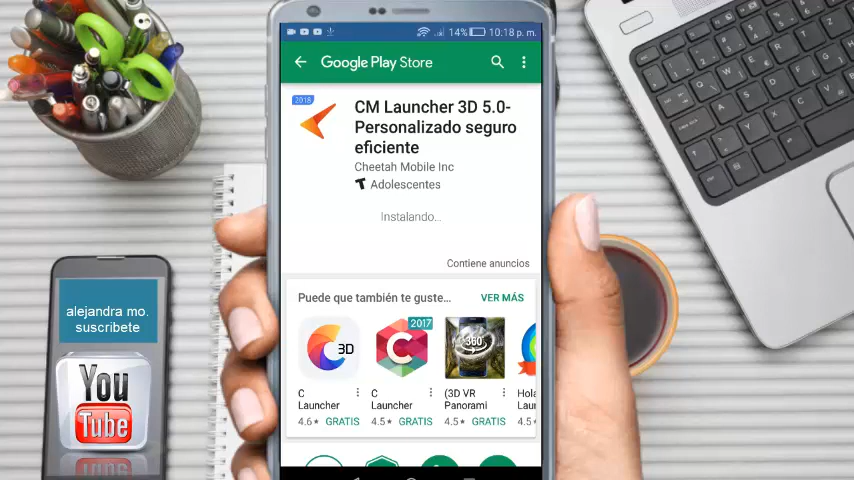 CM
14% 10:18 p. m.
Google Play Store
2018
CM Launcher 3D 5.0-
Personalizado seguro
eficiente
Cheetah Mobile Inc
T Adolescentes
Instalando...
Contiene anuncios
Puede que también te guste...
VER MÁS
3D
2017
C
360°
C
Launcher
C
Launcher
(3D VR
Panorami
Hola
Laun
4.6★ GRATIS
4.5★ GRATIS
4.5★ GRATIS
4.5★
alejandra mo.
suscribete
You
Tube